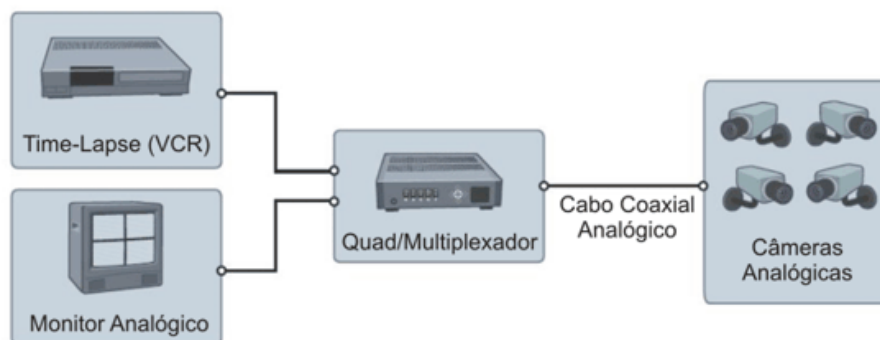 Time-Lapse (VCR)
Monitor Analógico
Quad/Multiplexador
Cabo Coaxial
Analógico
Câmeras
Analógicas